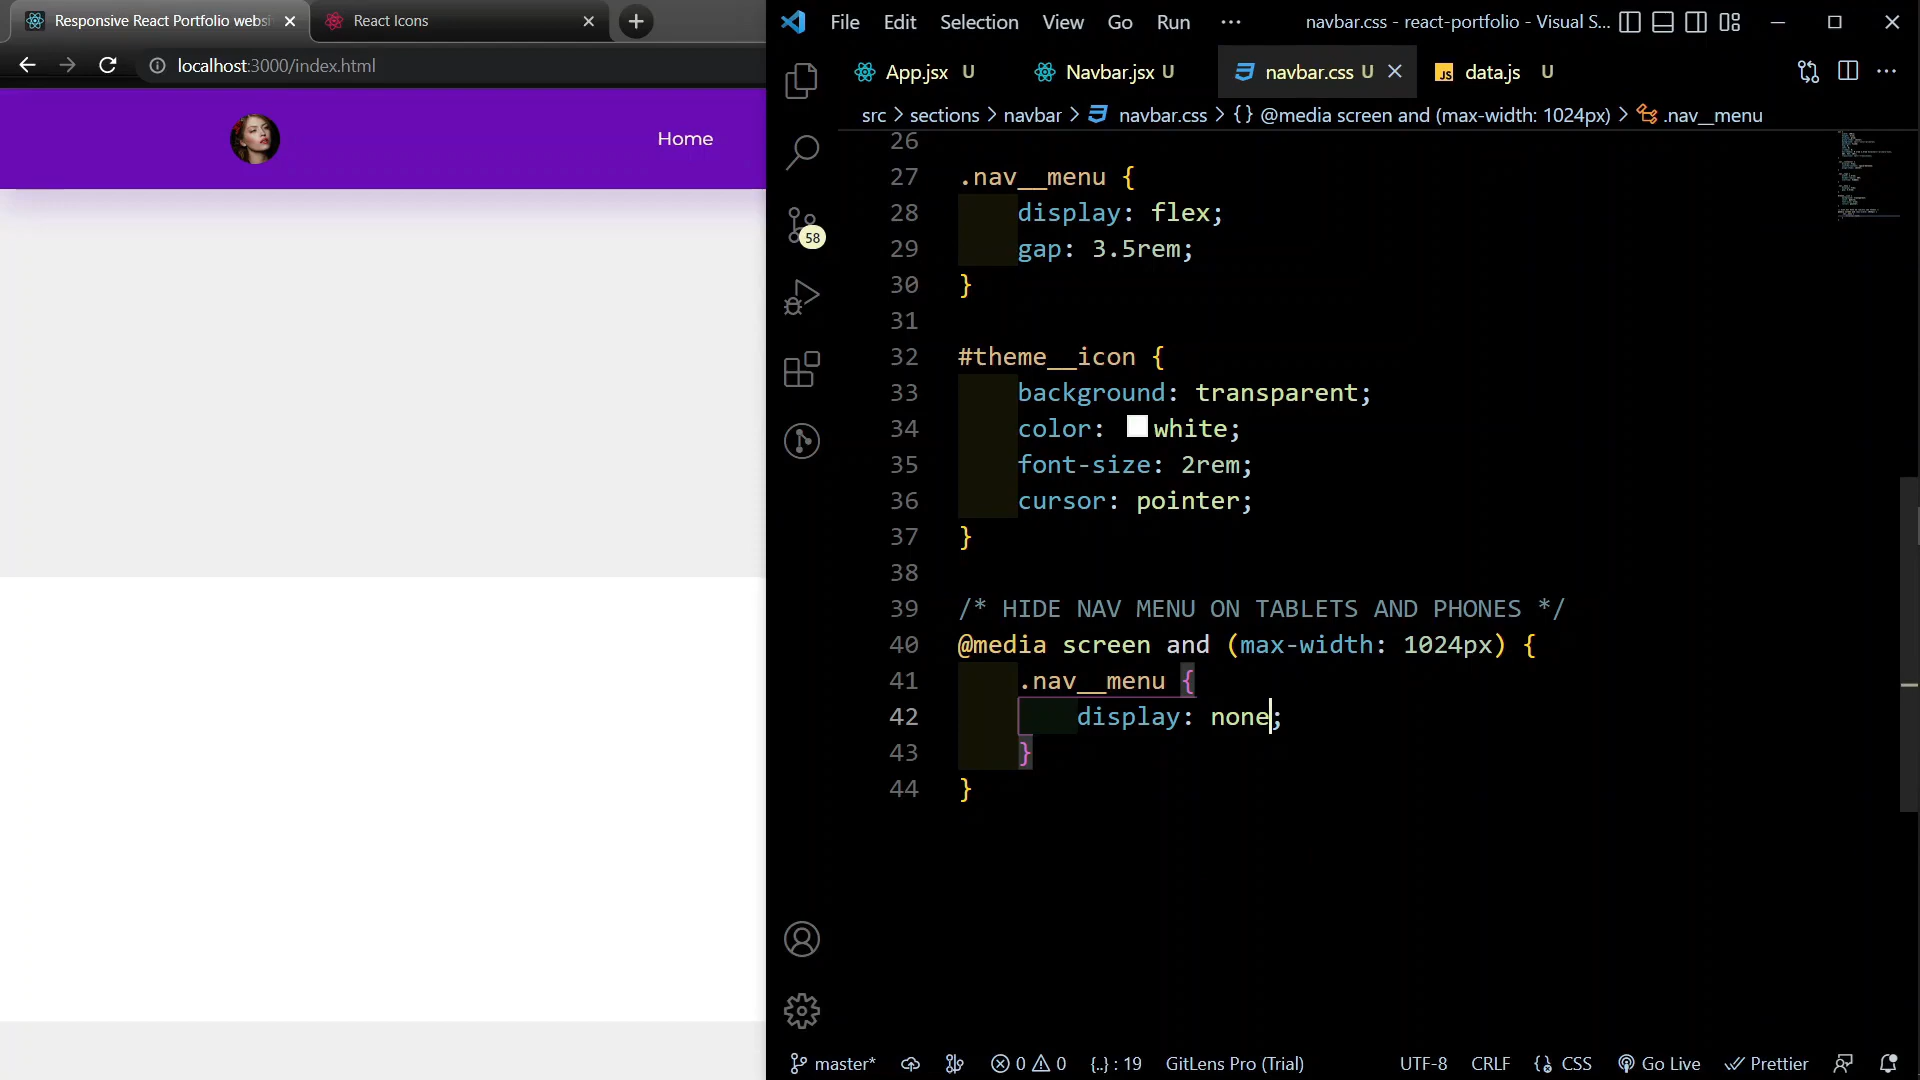 Responsive React Portfolio websi
React Icons
localhost:3000/index.html
Home
File Edit Selection View Go Run ···
navbar.css - react-portfolio - Visual S...
App.jsx U
Navbar.jsx U
navbar.css U
JS data.js U
src > sections > navbar > navbar.css > {} @media screen and (max-width: 1024px) > .nav__menu
58
26
27 .nav__menu {
28 display: flex;
29 gap: 3.5rem;
30 }
31
32 #theme__icon {
33 background: transparent;
34 color: white;
35 font-size: 2rem;
36 cursor: pointer;
37 }
38
39 /* HIDE NAV MENU ON TABLETS AND PHONES */
40 @media screen and (max-width: 1024px) {
41 .nav__menu {
42 display: none;
43 }
44 }
master* 0 0 {..} : 19 GitLens Pro (Trial) UTF-8 CRLF CSS Go Live Prettier